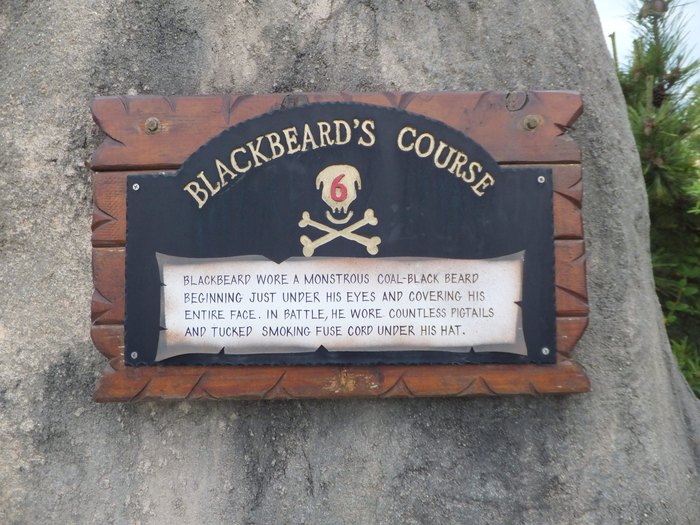 BLACKBEARD'S COURSE
6
BLACKBEARD WORE A MONSTROUS COAL-BLACK BEARD
BEGINNING JUST UNDER HIS EYES AND COVERING HIS
ENTIRE FACE. IN BATTLE, HE WORE COUNTLESS PIGTAILS
AND TUCKED SMOKING FUSE CORD UNDER HIS HAT.